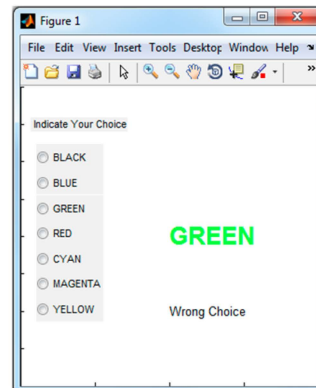 Figure 1
File Edit View Insert Tools Desktop Window Help
Indicate Your Choice
BLACK
BLUE
GREEN
RED
CYAN
MAGENTA
YELLOW
GREEN
Wrong Choice